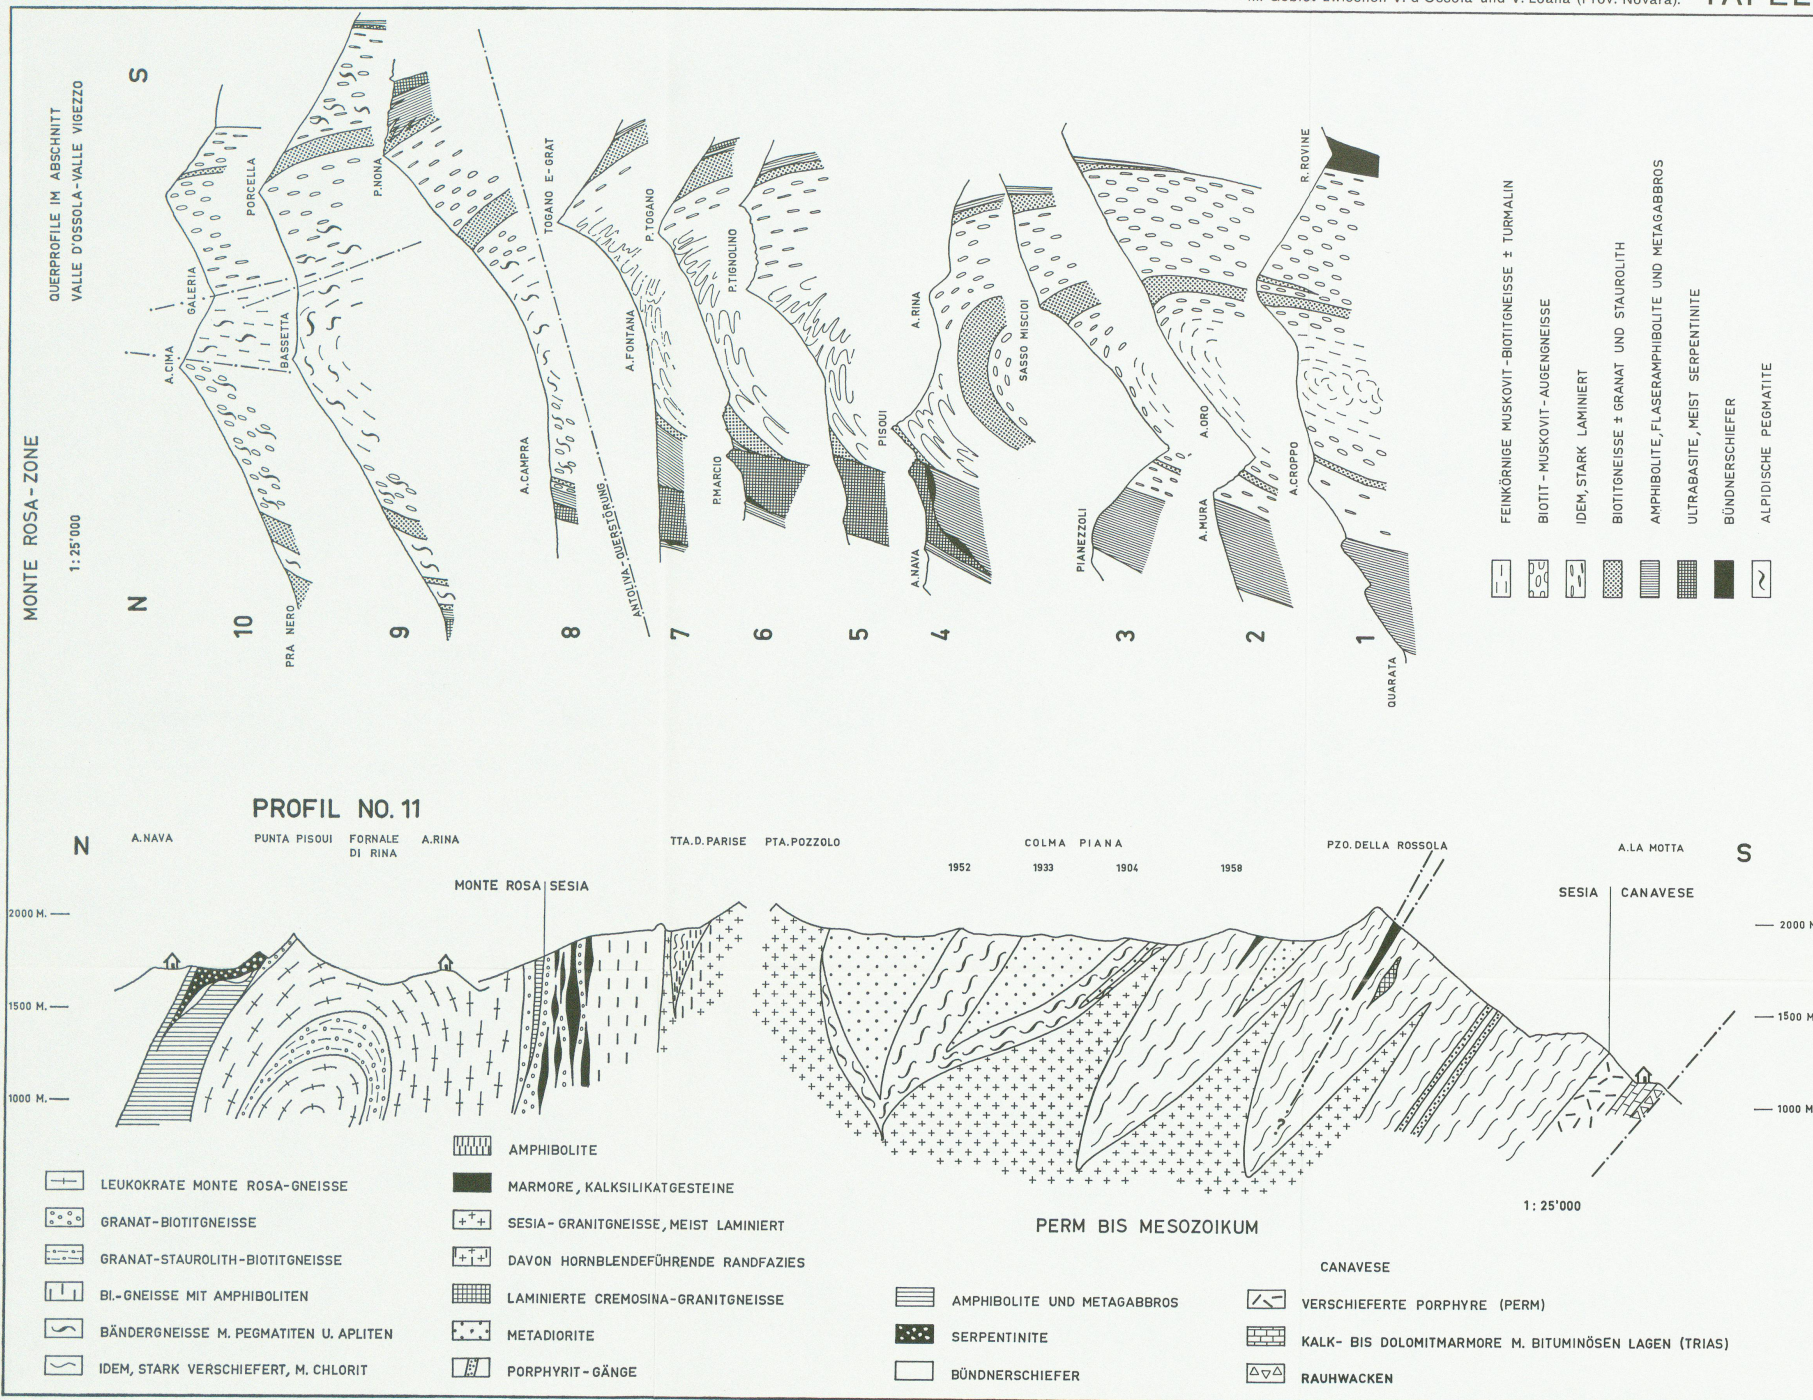 im Gebiet zwischen V. d'Ossola und V. Loana (Prov. Novara).
MONTE ROSA-ZONE
1:25'000
QUERPROFILE IM ABSCHNITT
VALLE D'OSSOLA-VALLE VIGEZZO
S
N
10
PRA NERO
A.CIMA
GALERIA
PORCELLA
BASSETTA
9
P.NONA
8
A.CAMPRA
TOGANO E-GRAT
ANTOLIVA-QUERSTÖRUNG
7
A.FONTANA
P.TOGANO
6
P.MARCIO
P.TIGNOLINO
5
4
PISOUI
A.NAVA
A.RINA
SASSO MISCIOI
3
PIANEZZOLI
2
A.MURA
A.ORO
1
QUARATA
A.CROPPO
R.ROVINE
FEINKÖRNIGE MUSKOVIT-BIOTITGNEISSE ± TURMALIN
BIOTIT-MUSKOVIT-AUGENGNEISSE
IDEM, STARK LAMINIERT
BIOTITGNEISSE ± GRANAT UND STAUROLITH
AMPHIBOLITE, FLASERAMPHIBOLITE UND METAGABBROS
ULTRABASITE, MEIST SERPENTINITE
BÜNDNERSCHIEFER
ALPIDISCHE PEGMATITE
PROFIL NO. 11
N
A.NAVA
PUNTA PISOUI
FORNALE
DI RINA
A.RINA
TTA.D.PARISE
PTA.POZZOLO
COLMA PIANA
1952
1933
1904
1958
PZO.DELLA ROSSOLA
A.LA MOTTA
S
MONTE ROSA
SESIA
SESIA
CANAVESE
2000 M.
1500 M.
1000 M.
2000 M
1500 M
1000 M
?
1:25'000
LEUKOKRATE MONTE ROSA-GNEISSE
GRANAT-BIOTITGNEISSE
GRANAT-STAUROLITH-BIOTITGNEISSE
BI.-GNEISSE MIT AMPHIBOLITEN
BÄNDERGNEISSE M. PEGMATITEN U. APLITEN
IDEM, STARK VERSCHIEFERT, M. CHLORIT
AMPHIBOLITE
MARMORE, KALKSILIKATGESTEINE
SESIA-GRANITGNEISSE, MEIST LAMINIERT
DAVON HORNBLENDEFÜHRENDE RANDFAZIES
LAMINIERTE CREMOSINA-GRANITGNEISSE
METADIORITE
PORPHYRIT-GÄNGE
PERM BIS MESOZOIKUM
AMPHIBOLITE UND METAGABBROS
SERPENTINITE
BÜNDNERSCHIEFER
CANAVESE
VERSCHIEFERTE PORPHYRE (PERM)
KALK- BIS DOLOMITMARMORE M. BITUMINÖSEN LAGEN (TRIAS)
RAUHWACKEN